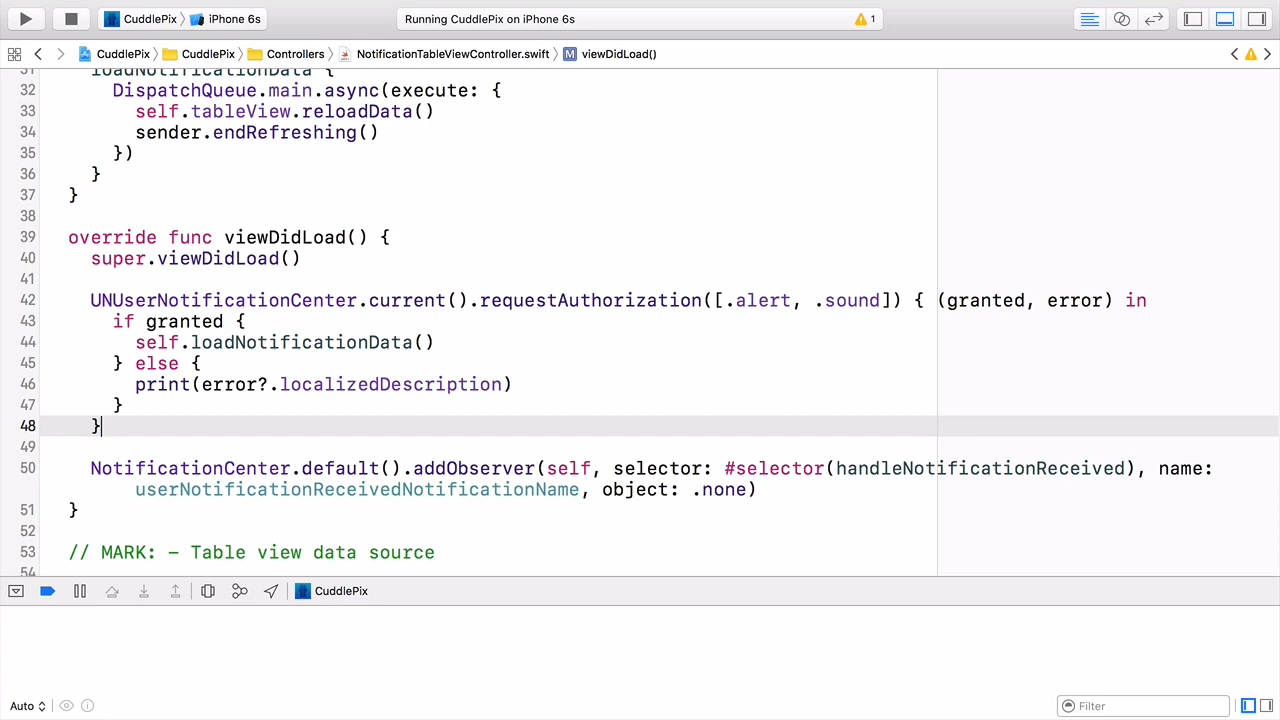 CuddlePix iPhone 6s Running CuddlePix on iPhone 6s 1
CuddlePix CuddlePix Controllers NotificationTableViewController.swift M viewDidLoad()
31 loadNotificationData {
32 DispatchQueue.main.async(execute: {
33 self.tableView.reloadData()
34 sender.endRefreshing()
35 })
36 }
37 }
38
39 override func viewDidLoad() {
40 super.viewDidLoad()
41
42 UNUserNotificationCenter.current().requestAuthorization([.alert, .sound]) { (granted, error) in
43 if granted {
44 self.loadNotificationData()
45 } else {
46 print(error?.localizedDescription)
47 }
48 }
49
50 NotificationCenter.default().addObserver(self, selector: #selector(handleNotificationReceived), name:
userNotificationReceivedNotificationName, object: .none)
51 }
52
53 // MARK: - Table view data source
54
CuddlePix
Auto Filter